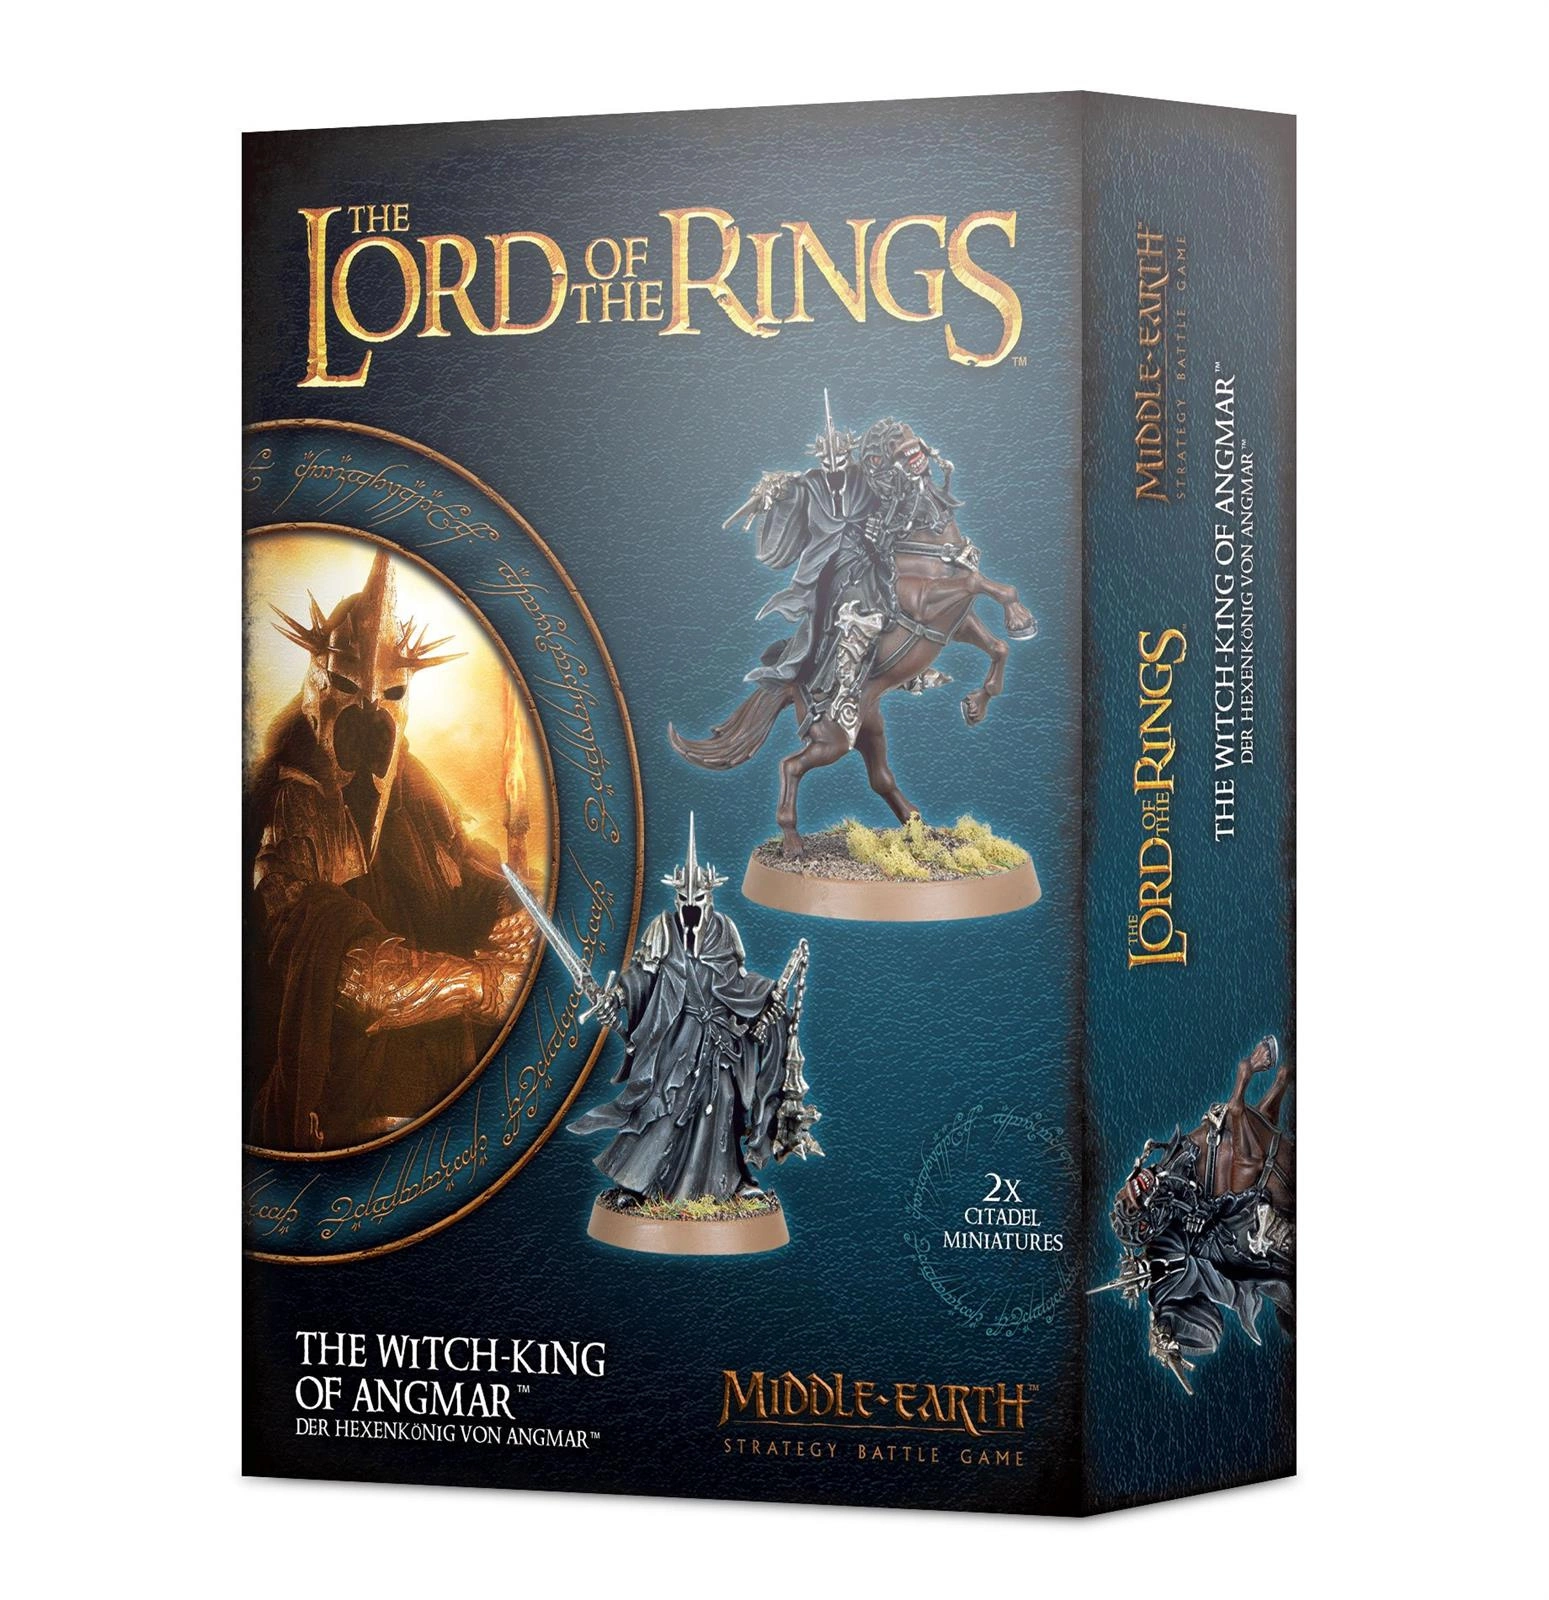 THE
LORD OF THE RINGS™
2X
CITADEL
MINIATURES
THE WITCH-KING
OF ANGMAR™
DER HEXENKÖNIG VON ANGMAR™
MIDDLE-EARTH™
STRATEGY BATTLE GAME
MIDDLE-EARTH™
STRATEGY BATTLE GAME
THE
LORD OF THE RINGS
THE WITCH-KING OF ANGMAR™
DER HEXENKÖNIG VON ANGMAR™